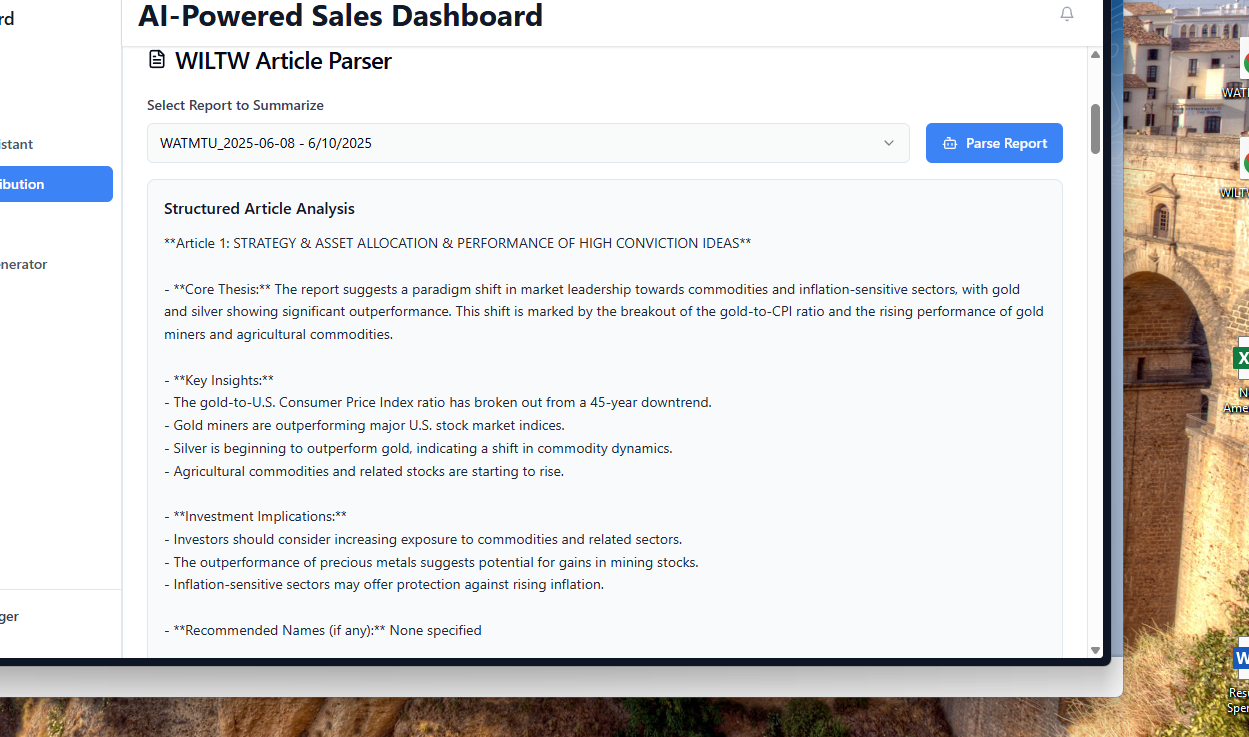 rd
AI-Powered Sales Dashboard
WILTW Article Parser
Select Report to Summarize
istant
WATMTU_2025-06-08 - 6/10/2025
Parse Report
ibution
Structured Article Analysis
**Article 1: STRATEGY & ASSET ALLOCATION & PERFORMANCE OF HIGH CONVICTION IDEAS**
enerator
- **Core Thesis:** The report suggests a paradigm shift in market leadership towards commodities and inflation-sensitive sectors, with gold
and silver showing significant outperformance. This shift is marked by the breakout of the gold-to-CPI ratio and the rising performance of gold
miners and agricultural commodities.
- **Key Insights:**
- The gold-to-U.S. Consumer Price Index ratio has broken out from a 45-year downtrend.
- Gold miners are outperforming major U.S. stock market indices.
- Silver is beginning to outperform gold, indicating a shift in commodity dynamics.
- Agricultural commodities and related stocks are starting to rise.
- **Investment Implications:**
- Investors should consider increasing exposure to commodities and related sectors.
- The outperformance of precious metals suggests potential for gains in mining stocks.
- Inflation-sensitive sectors may offer protection against rising inflation.
ger
- **Recommended Names (if any):** None specified
WAT
WILTW
X
N
Ame
W
Resu
Sper